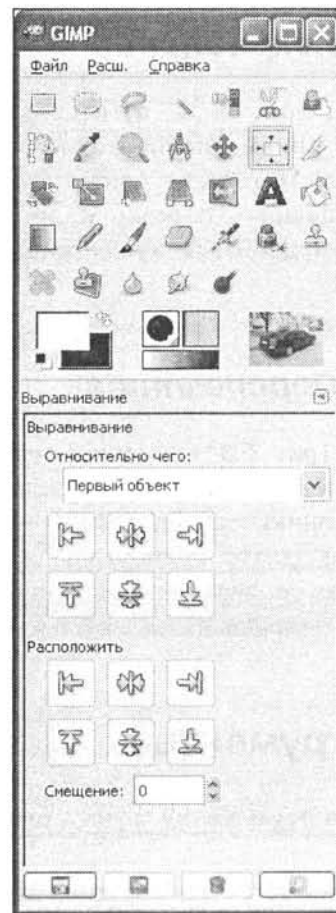 GIMP
Файл Расш. Справка
A
Выравнивание
Выравнивание
Относительно чего:
Первый объект
Расположить
Смещение: 0